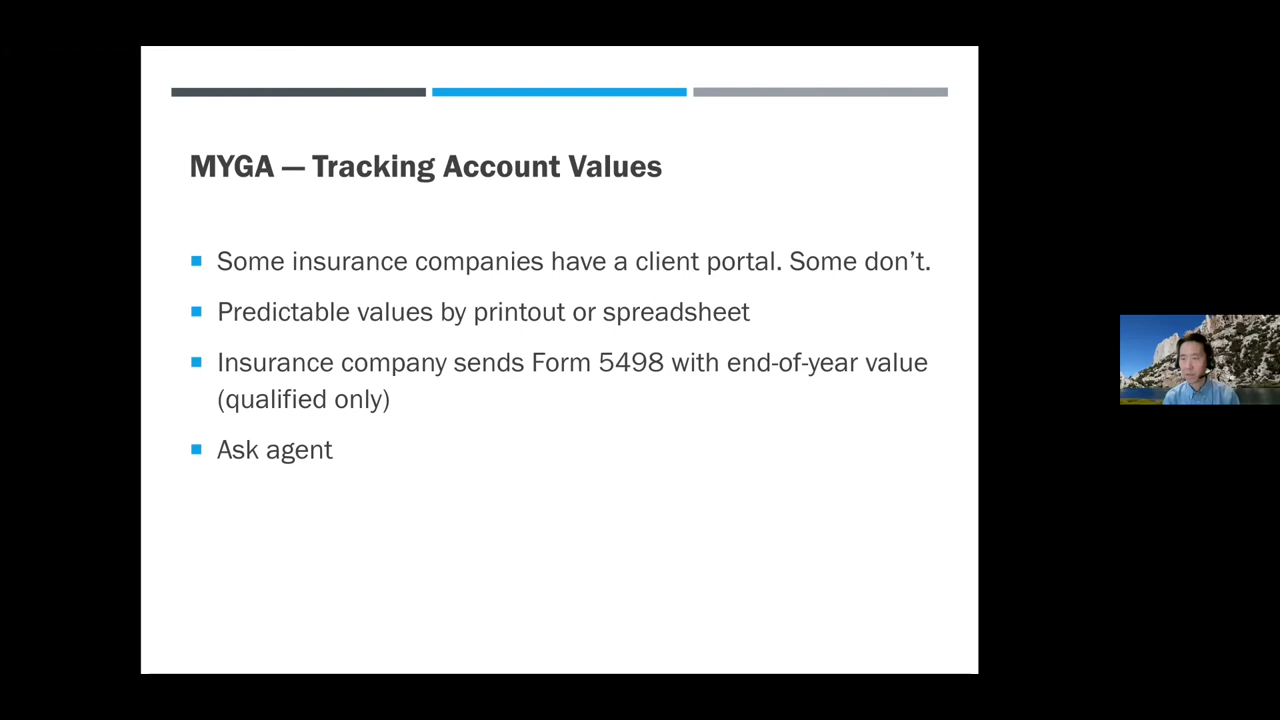 MYGA — Tracking Account Values
Some insurance companies have a client portal. Some don’t.
Predictable values by printout or spreadsheet
Insurance company sends Form 5498 with end-of-year value
(qualified only)
Ask agent